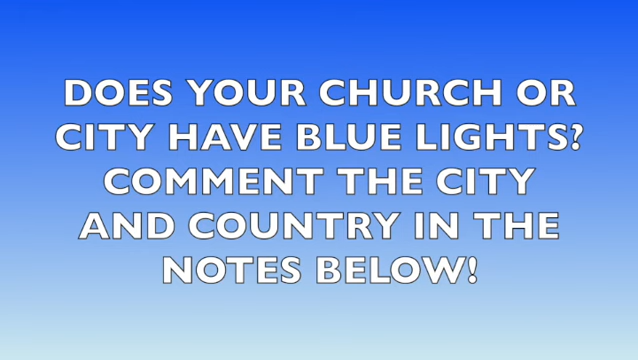 DOES YOUR CHURCH OR
CITY HAVE BLUE LIGHTS?
COMMENT THE CITY
AND COUNTRY IN THE
NOTES BELOW!